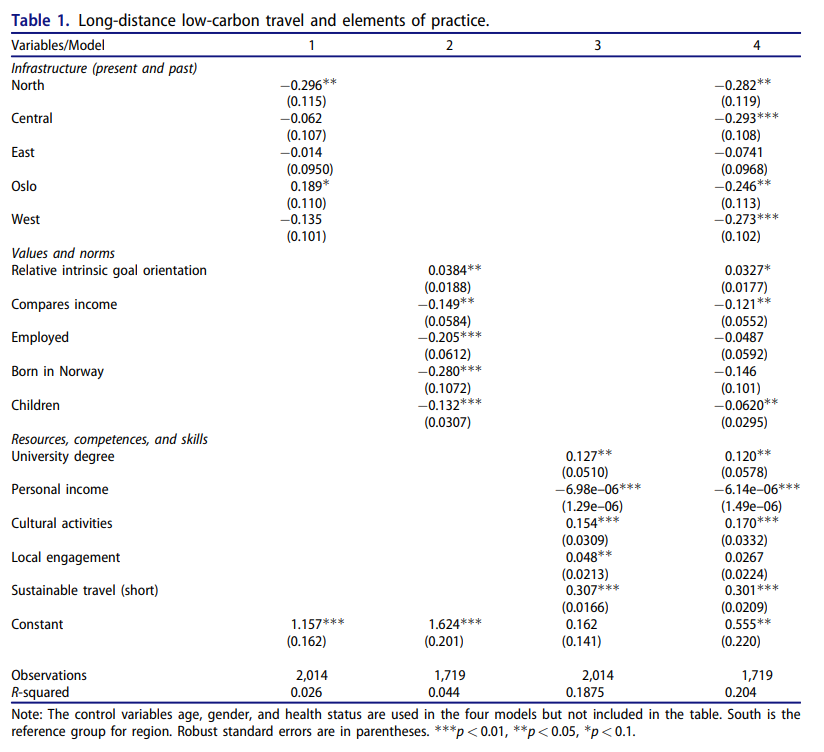 Table 1. Long-distance low-carbon travel and elements of practice.
Variables/Model 1 2 3 4
Infrastructure (present and past)
North −0.296** −0.282**
(0.115) (0.119)
Central −0.062 −0.293***
(0.107) (0.108)
East −0.014 −0.0741
(0.0950) (0.0968)
Oslo 0.189* −0.246**
(0.110) (0.113)
West −0.135 −0.273***
(0.101) (0.102)
Values and norms
Relative intrinsic goal orientation 0.0384** 0.0327*
(0.0188) (0.0177)
Compares income −0.149** −0.121**
(0.0584) (0.0552)
Employed −0.205*** −0.0487
(0.0612) (0.0592)
Born in Norway −0.280*** −0.146
(0.1072) (0.101)
Children −0.132*** −0.0620**
(0.0307) (0.0295)
Resources, competences, and skills
University degree 0.127** 0.120**
(0.0510) (0.0578)
Personal income −6.98e–06*** −6.14e–06***
(1.29e–06) (1.49e–06)
Cultural activities 0.154*** 0.170***
(0.0309) (0.0332)
Local engagement 0.048** 0.0267
(0.0213) (0.0224)
Sustainable travel (short) 0.307*** 0.301***
(0.0166) (0.0209)
Constant 1.157*** 1.624*** 0.162 0.555**
(0.162) (0.201) (0.141) (0.220)
Observations 2,014 1,719 2,014 1,719
R-squared 0.026 0.044 0.1875 0.204
Note: The control variables age, gender, and health status are used in the four models but not included in the table. South is the
reference group for region. Robust standard errors are in parentheses. ***p < 0.01, **p < 0.05, *p < 0.1.